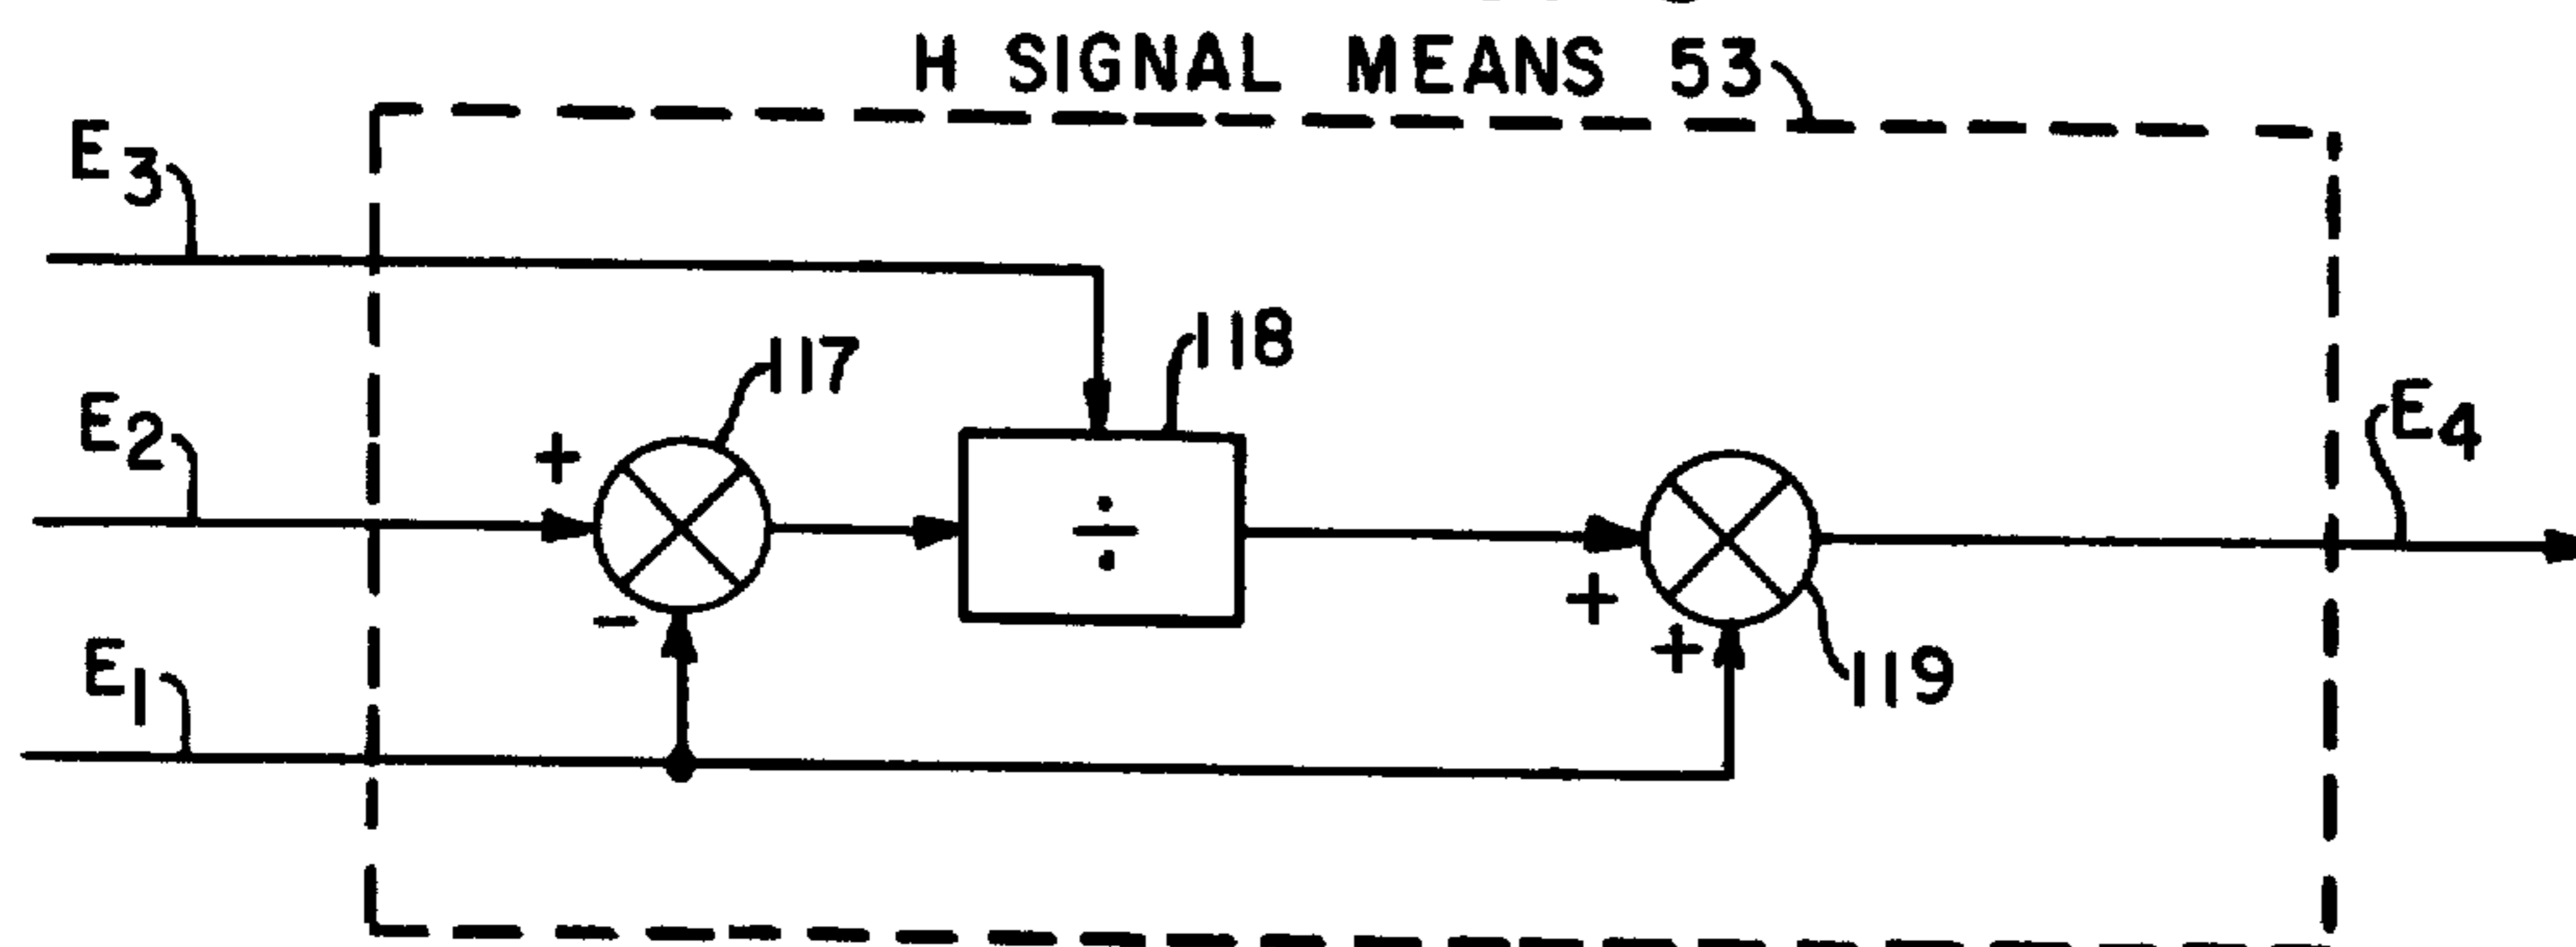 H SIGNAL MEANS 53
E3
118
117
E2
E4
+
÷
-
+
+
E1
119